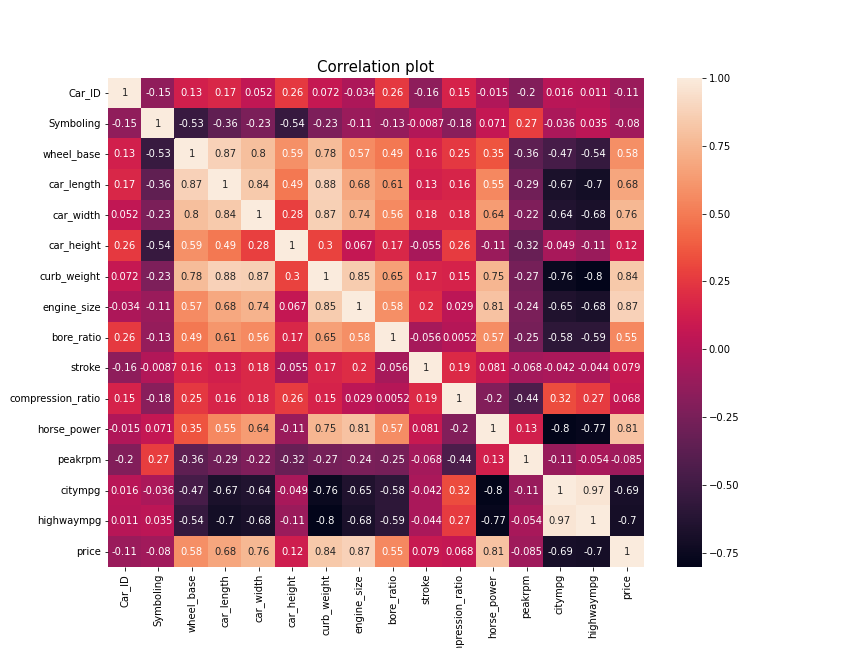 Correlation plot
Car_ID 1 -0.15 0.13 0.17 0.052 0.26 0.072 -0.034 0.26 -0.16 0.15 -0.015 -0.2 0.016 0.011 -0.11
Symboling -0.15 1 -0.53 -0.36 -0.23 -0.54 -0.23 -0.11 -0.13 -0.0087 -0.18 0.071 0.27 -0.036 0.035 -0.08
wheel_base 0.13 -0.53 1 0.87 0.8 0.59 0.78 0.57 0.49 0.16 0.25 0.35 -0.36 -0.47 -0.54 0.58
car_length 0.17 -0.36 0.87 1 0.84 0.49 0.88 0.68 0.61 0.13 0.16 0.55 -0.29 -0.67 -0.7 0.68
car_width 0.052 -0.23 0.8 0.84 1 0.28 0.87 0.74 0.56 0.18 0.18 0.64 -0.22 -0.64 -0.68 0.76
car_height 0.26 -0.54 0.59 0.49 0.28 1 0.3 0.067 0.17 -0.055 0.26 -0.11 -0.32 -0.049 -0.11 0.12
curb_weight 0.072 -0.23 0.78 0.88 0.87 0.3 1 0.85 0.65 0.17 0.15 0.75 -0.27 -0.76 -0.8 0.84
engine_size -0.034 -0.11 0.57 0.68 0.74 0.067 0.85 1 0.58 0.2 0.029 0.81 -0.24 -0.65 -0.68 0.87
bore_ratio 0.26 -0.13 0.49 0.61 0.56 0.17 0.65 0.58 1 -0.056 0.0052 0.57 -0.25 -0.58 -0.59 0.55
stroke -0.16 -0.0087 0.16 0.13 0.18 -0.055 0.17 0.2 -0.056 1 0.19 0.081 -0.068 -0.042 -0.044 0.079
compression_ratio 0.15 -0.18 0.25 0.16 0.18 0.26 0.15 0.029 0.0052 0.19 1 -0.2 -0.44 0.32 0.27 0.068
horse_power -0.015 0.071 0.35 0.55 0.64 -0.11 0.75 0.81 0.57 0.081 -0.2 1 0.13 -0.8 -0.77 0.81
peakrpm -0.2 0.27 -0.36 -0.29 -0.22 -0.32 -0.27 -0.24 -0.25 -0.068 -0.44 0.13 1 -0.11 -0.054 -0.085
citympg 0.016 -0.036 -0.47 -0.67 -0.64 -0.049 -0.76 -0.65 -0.58 -0.042 0.32 -0.8 -0.11 1 0.97 -0.69
highwaympg 0.011 0.035 -0.54 -0.7 -0.68 -0.11 -0.8 -0.68 -0.59 -0.044 0.27 -0.77 -0.054 0.97 1 -0.7
price -0.11 -0.08 0.58 0.68 0.76 0.12 0.84 0.87 0.55 0.079 0.068 0.81 -0.085 -0.69 -0.7 1
Car_ID
Symboling
wheel_base
car_length
car_width
car_height
curb_weight
engine_size
bore_ratio
stroke
pression_ratio
horse_power
peakrpm
citympg
highwaympg
price
1.00
0.75
0.50
0.25
0.00
−0.25
−0.50
−0.75